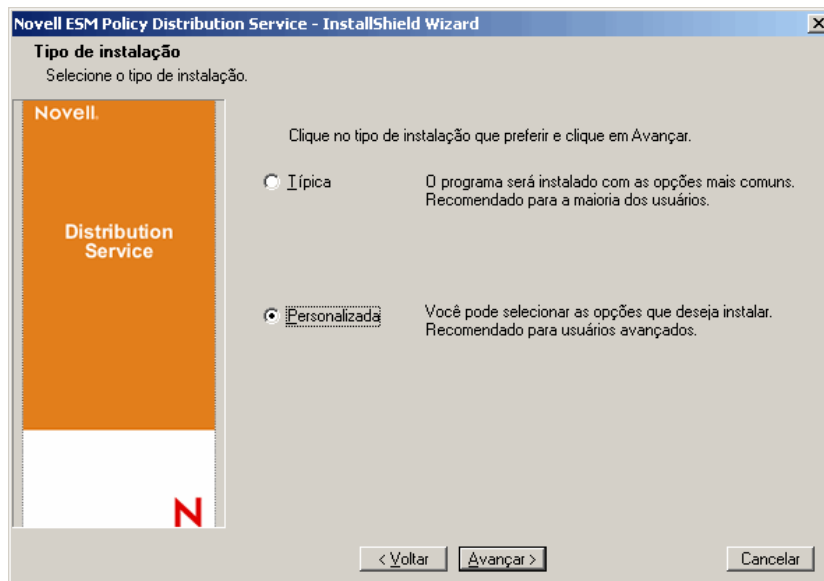 Novell ESM Policy Distribution Service - InstallShield Wizard
Tipo de instalação
Selecione o tipo de instalação.
Novell.
Distribution
Service
Clique no tipo de instalação que preferir e clique em Avançar.
Típica
O programa será instalado com as opções mais comuns.
Recomendado para a maioria dos usuários.
Personalizada
Você pode selecionar as opções que deseja instalar.
Recomendado para usuários avançados.
N
< Voltar
Avançar >
Cancelar